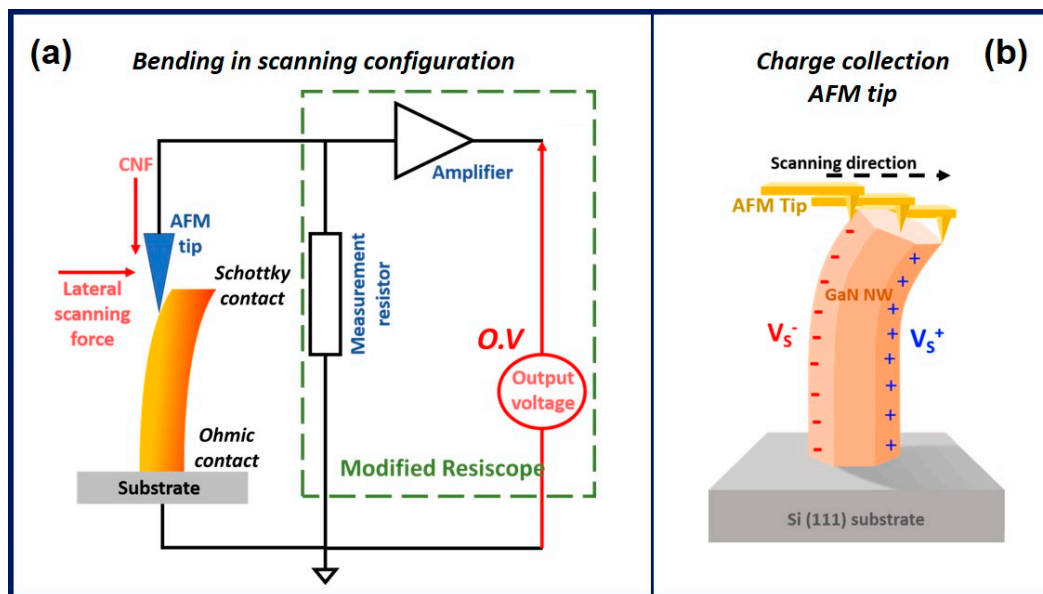 (a)
Bending in scanning configuration
CNF
AFM
tip
Lateral
scanning
force
Schottky
contact
Ohmic
contact
Substrate
Measurement
resistor
Amplifier
O.V
Output
voltage
Modified Resiscope
(b)
Charge collection
AFM tip
Scanning direction
AFM Tip
- - - - - - - -
+ + + + + + + +
GaN NW
Vs-
Vs+
Si (111) substrate